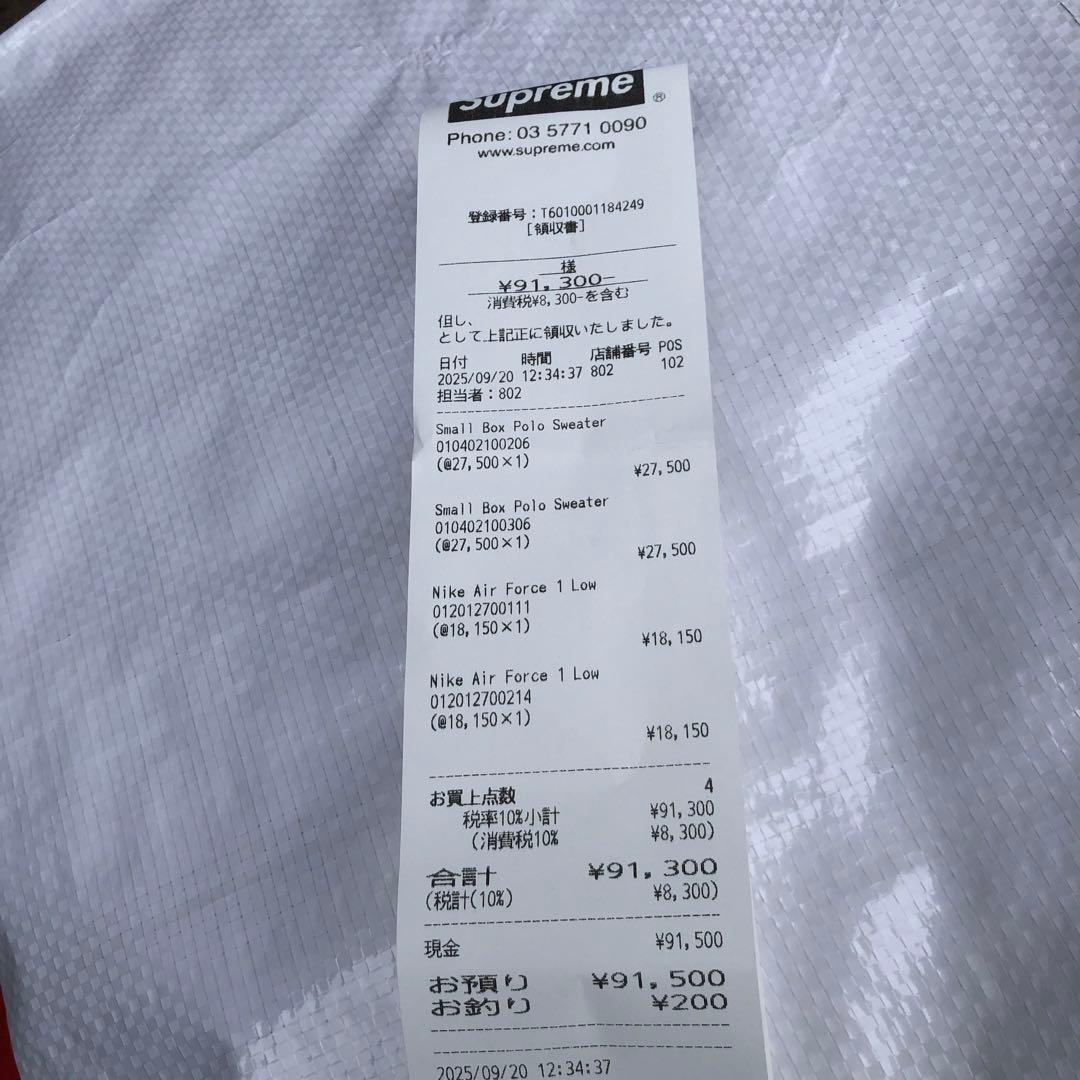 Supreme ®
Phone: 03 5771 0090
www.supreme.com
登録番号：T6010001184249
[領収書]
様
¥91,300-
消費税¥8,300-を含む
但し、
として上記正に領収いたしました。
日付 時間 店舗番号 POS
2025/09/20 12:34:37 802 102
担当者：802
Small Box Polo Sweater
010402100206
(@27,500×1) ¥27,500
Small Box Polo Sweater
010402100306
(@27,500×1) ¥27,500
Nike Air Force 1 Low
012012700111
(@18,150×1) ¥18,150
Nike Air Force 1 Low
012012700214
(@18,150×1) ¥18,150
お買上点数 4
税率10%小計 ¥91,300
(消費税10% ¥8,300)
合計 ¥91,300
(税計(10%) ¥8,300)
現金 ¥91,500
お預り ¥91,500
お釣り ¥200
2025/09/20 12:34:37